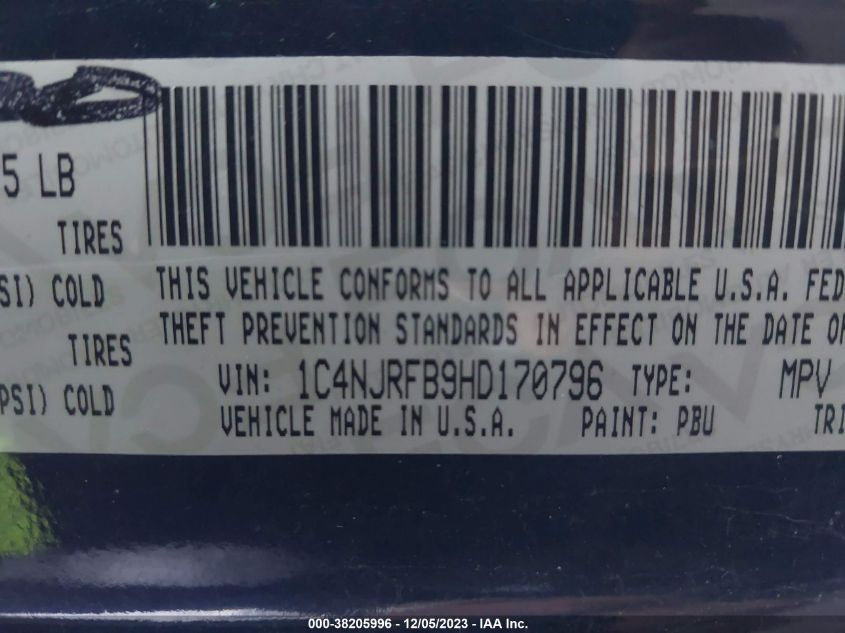 5 LB
TIRES
SI) COLD
THIS VEHICLE CONFORMS TO ALL APPLICABLE U.S.A. FED
THEFT PREVENTION STANDARDS IN EFFECT ON THE DATE OF
TIRES
VIN: 1C4NJRFB9HD170796 TYPE: MPV
PSI) COLD
VEHICLE MADE IN U.S.A. PAINT: PBU TRI
000-38205996 - 12/05/2023 - IAA Inc.